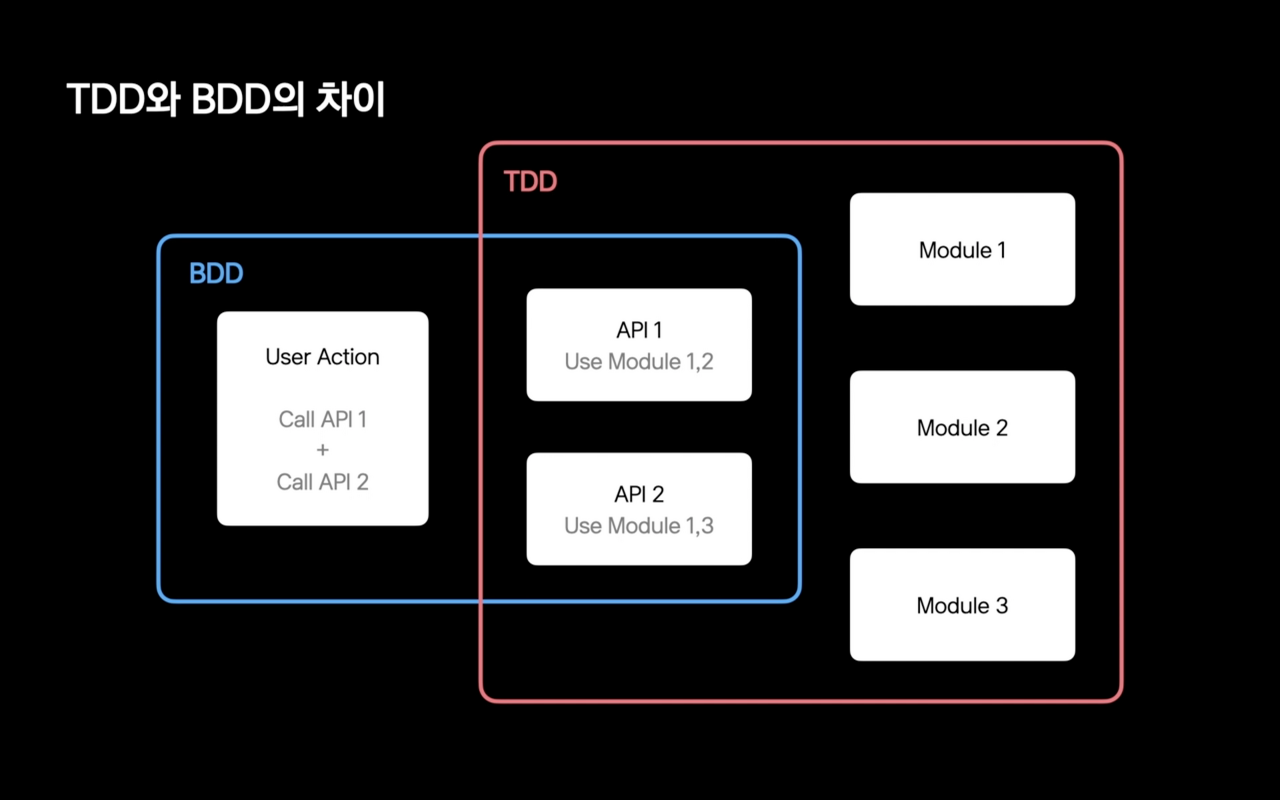 TDD와 BDD의 차이
TDD
BDD
User Action
Call API 1
+
Call API 2
API 1
Use Module 1,2
API 2
Use Module 1,3
Module 1
Module 2
Module 3